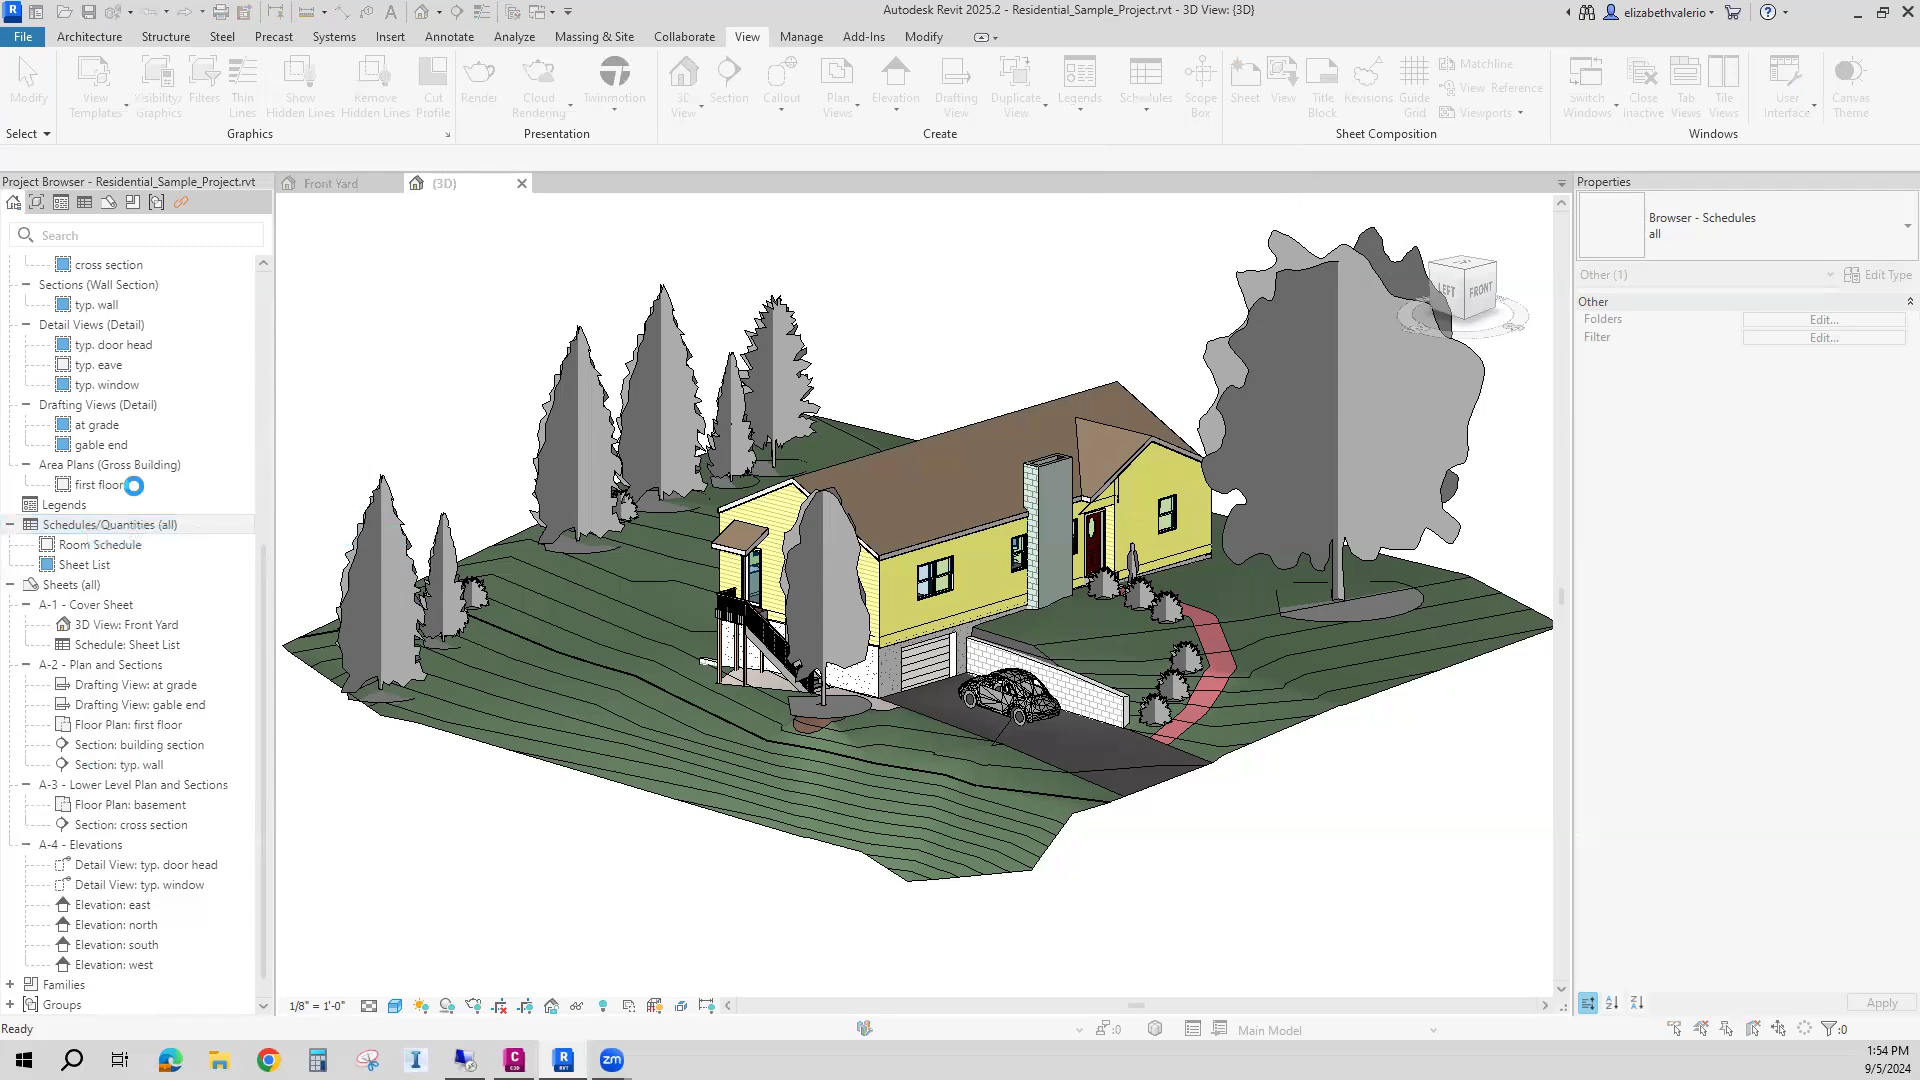 Autodesk Revit 2025.2 - Residential_Sample_Project.rvt - 3D View: {3D}
elizabethvalerio
File Architecture Structure Steel Precast Systems Insert Annotate Analyze Massing & Site Collaborate View Manage Add-Ins Modify
Modify
View Templates
Visibility/ Graphics
Filters
Thin Lines
Show Hidden Lines
Remove Hidden Lines
Cut Profile
Render
Cloud Rendering
Twinmotion
3D View
Section
Callout
Plan Views
Elevation
Drafting View
Duplicate View
Legends
Schedules
Scope Box
Sheet
View
Title Block
Revisions
Guide Grid
Matchline
View Reference
Viewports
Switch Windows
Close Inactive
Tab Views
Tile Views
User Interface
Canvas Theme
Select Graphics Presentation Create Sheet Composition Windows
Project Browser - Residential_Sample_Project.rvt
Front Yard
{3D}
Properties
Search
cross section
Sections (Wall Section)
typ. wall
Detail Views (Detail)
typ. door head
typ. eave
typ. window
Drafting Views (Detail)
at grade
gable end
Area Plans (Gross Building)
first floor
Legends
Schedules/Quantities (all)
Room Schedule
Sheet List
Sheets (all)
A-1 - Cover Sheet
3D View: Front Yard
Schedule: Sheet List
A-2 - Plan and Sections
Drafting View: at grade
Drafting View: gable end
Floor Plan: first floor
Section: building section
Section: typ. wall
A-3 - Lower Level Plan and Sections
Floor Plan: basement
Section: cross section
A-4 - Elevations
Detail View: typ. door head
Detail View: typ. window
Elevation: east
Elevation: north
Elevation: south
Elevation: west
Families
Groups
LEFT FRONT
Browser - Schedules
all
Other (1)
Edit Type
Other
Folders Edit...
Filter Edit...
Apply
1/8" = 1'-0"
Ready
:0
Main Model
:0
1:54 PM
9/5/2024